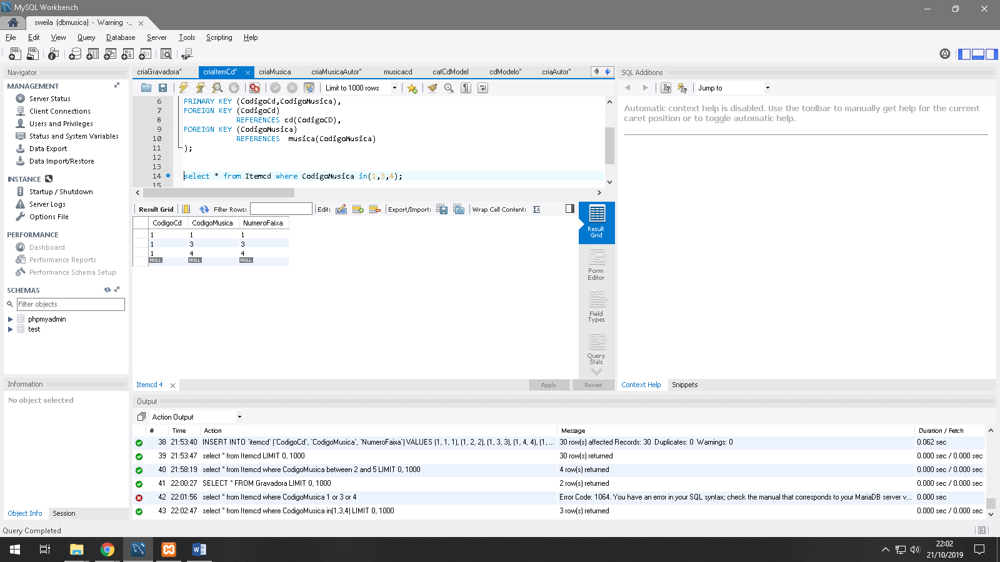 MySQL Workbench
sweila (dbmusica) - Warning -...
File Edit View Query Database Server Tools Scripting Help
Navigator
MANAGEMENT
Server Status
Client Connections
Users and Privileges
Status and System Variables
Data Export
Data Import/Restore
INSTANCE
Startup / Shutdown
Server Logs
Options File
PERFORMANCE
Dashboard
Performance Reports
Performance Schema Setup
SCHEMAS
Filter objects
phpmyadmin
test
Information
No object selected
Object Info Session
criaGravadora* criaItemCd* criaMusica criaMusicaAutor* musicacd catCdModel cdModelo* criaAutor*
Limit to 1000 rows
6 PRIMARY KEY (CodigoCd,CodigoMusica),
7 FOREIGN KEY (CodigoCd)
8 REFERENCES cd(CodigoCD),
9 FOREIGN KEY (CodigoMusica)
10 REFERENCES musica(CodigoMusica)
11 );
12
13
14 select * from Itemcd where CodigoMusica in(1,3,4);
15
Result Grid Filter Rows: Edit: Export/Import: Wrap Cell Content:
CodigoCd CodigoMusica NumeroFaixa
1 1 1
1 3 3
1 4 4
NULL NULL NULL
Result
Grid
Form
Editor
Field
Types
Query
Stats
Itemcd 4
Apply Revert
SQL Additions
Jump to
Automatic context help is disabled. Use the toolbar to manually get help for the current
caret position or to toggle automatic help.
Context Help Snippets
Output
Action Output
# Time Action Message Duration / Fetch
38 21:53:40 INSERT INTO `itemcd` (`CodigoCd`, `CodigoMusica`, `NumeroFaixa`) VALUES (1, 1, 1), (1, 2, 2), (1, 3, 3), (1, 4, 4), (1, ... 30 row(s) affected Records: 30 Duplicates: 0 Warnings: 0 0.062 sec
39 21:53:47 select * from Itemcd LIMIT 0, 1000 30 row(s) returned 0.000 sec / 0.000 sec
40 21:58:19 select * from Itemcd where CodigoMusica between 2 and 5 LIMIT 0, 1000 4 row(s) returned 0.000 sec / 0.000 sec
41 22:00:27 SELECT * FROM Gravadora LIMIT 0, 1000 2 row(s) returned 0.000 sec / 0.000 sec
42 22:01:56 select * from Itemcd where CodigoMusica 1 or 3 or 4 Error Code: 1064. You have an error in your SQL syntax; check the manual that corresponds to your MariaDB server v... 0.000 sec
43 22:02:47 select * from Itemcd where CodigoMusica in(1,3,4) LIMIT 0, 1000 3 row(s) returned 0.000 sec / 0.000 sec
Query Completed
22:02
21/10/2019